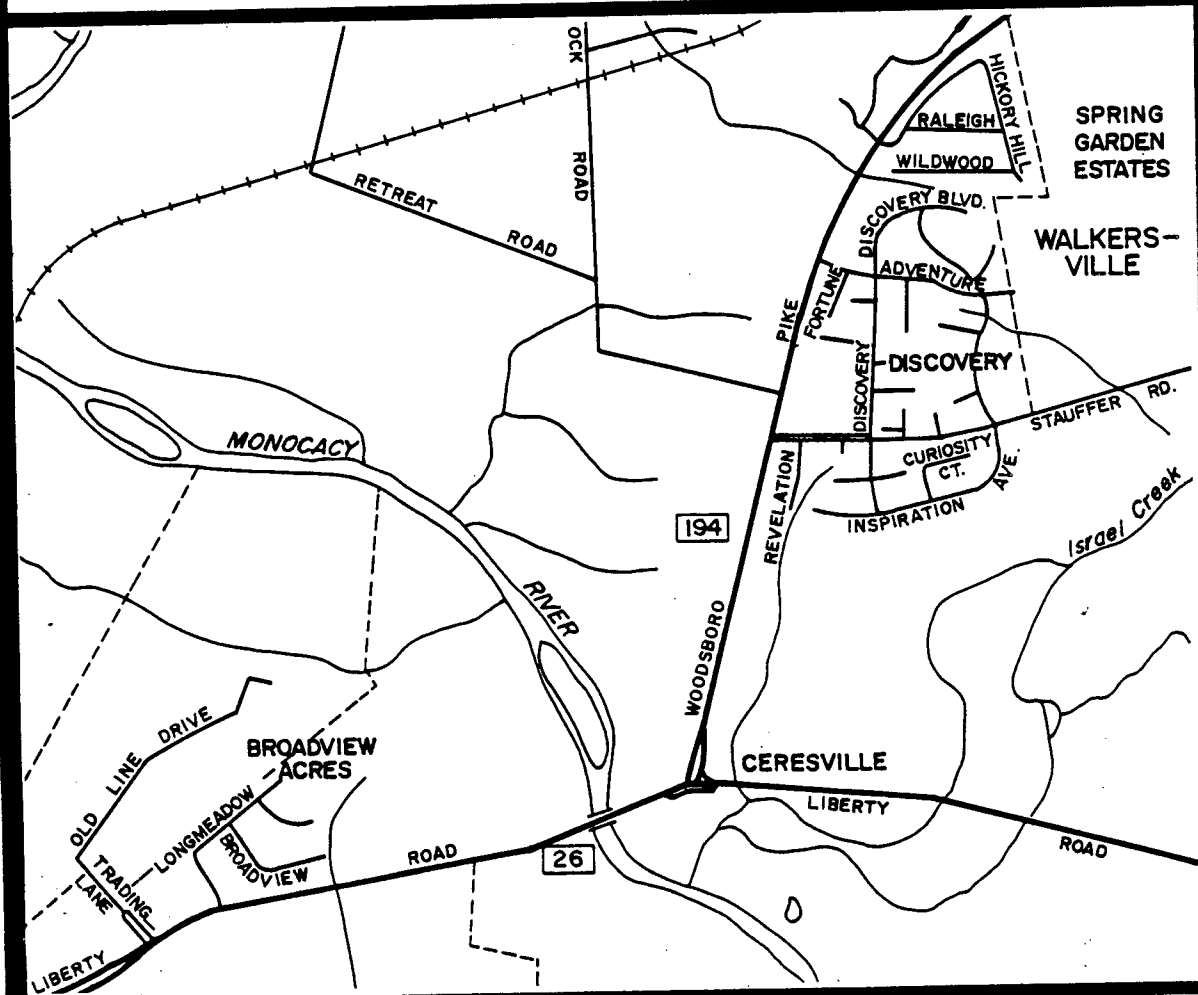 OCK
ROAD
HICKORY HILL
RALEIGH
WILDWOOD
SPRING
GARDEN
ESTATES
RETREAT ROAD
DISCOVERY BLVD.
WALKERS-
VILLE
ADVENTURE
FORTUNE
PIKE
DISCOVERY
DISCOVERY
STAUFFER RD.
MONOCACY
CURIOSITY
CT.
AVE.
INSPIRATION
REVELATION
194
Israel Creek
RIVER
WOODSBORO
OLD LINE DRIVE
BROADVIEW
ACRES
CERESVILLE
LIBERTY
ROAD
LONGMEADOW
BROADVIEW
ROAD
26
TRADING
LANE
LIBERTY